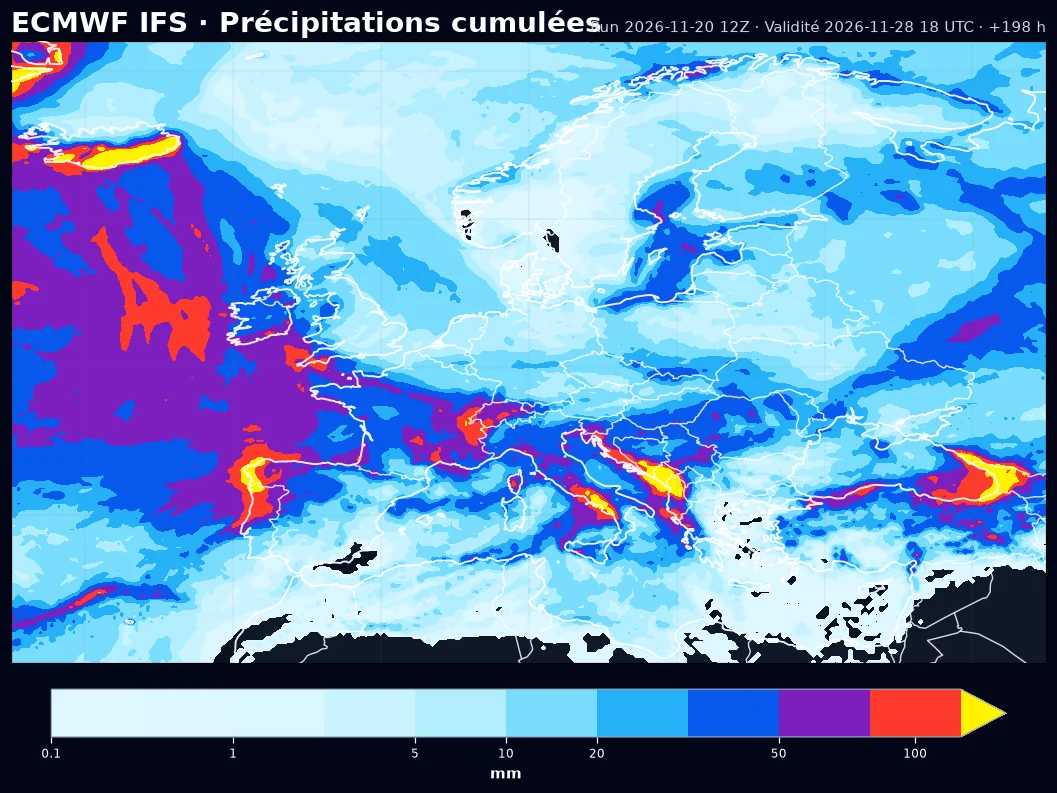 ECMWF IFS · Précipitations cumulées
Run 2026-11-20 12Z · Validité 2026-11-28 18 UTC · +198 h
0.1 1 5 10 20 50 100
mm